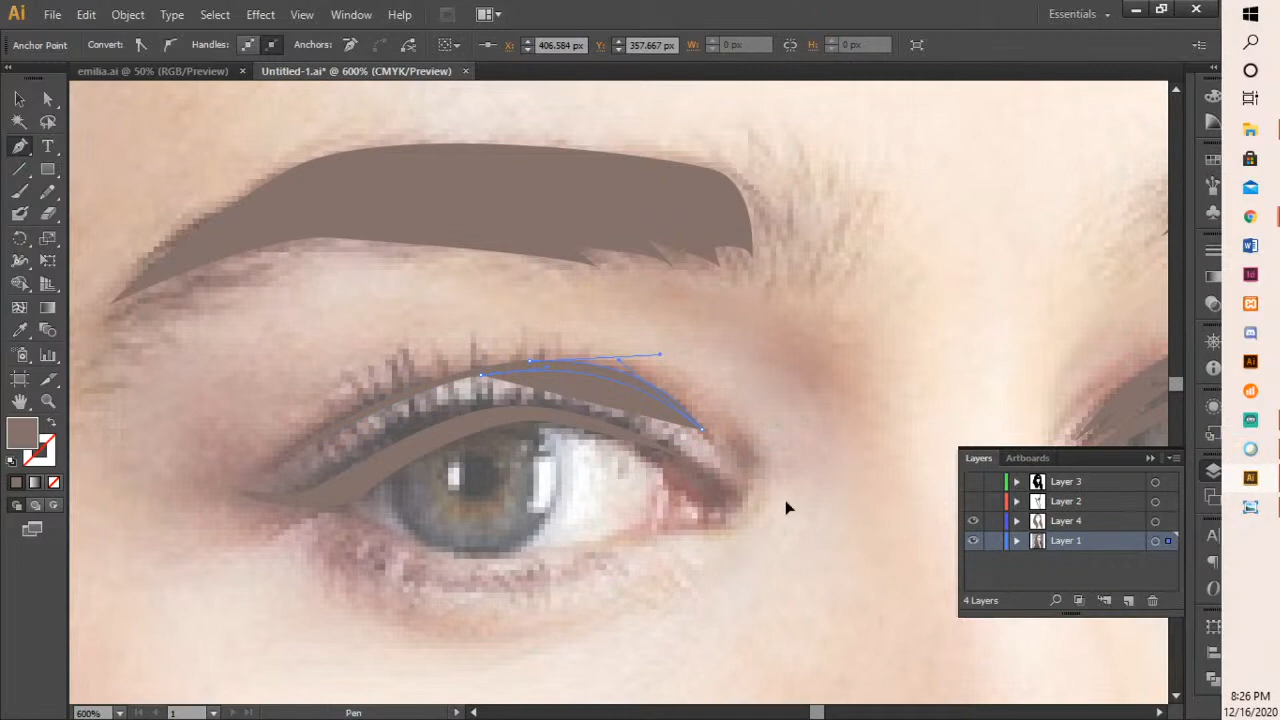 Ai File Edit Object Type Select Effect View Window Help Essentials
Anchor Point Convert: Handles: Anchors: X: 406.584 px Y: 357.667 px W: 0 px H: 0 px
emilia.ai @ 50% (RGB/Preview) × Untitled-1.ai* @ 600% (CMYK/Preview) ×
Layers Artboards
Layer 3
Layer 2
Layer 4
Layer 1
4 Layers
600% 1 Pen
8:26 PM
12/16/2020